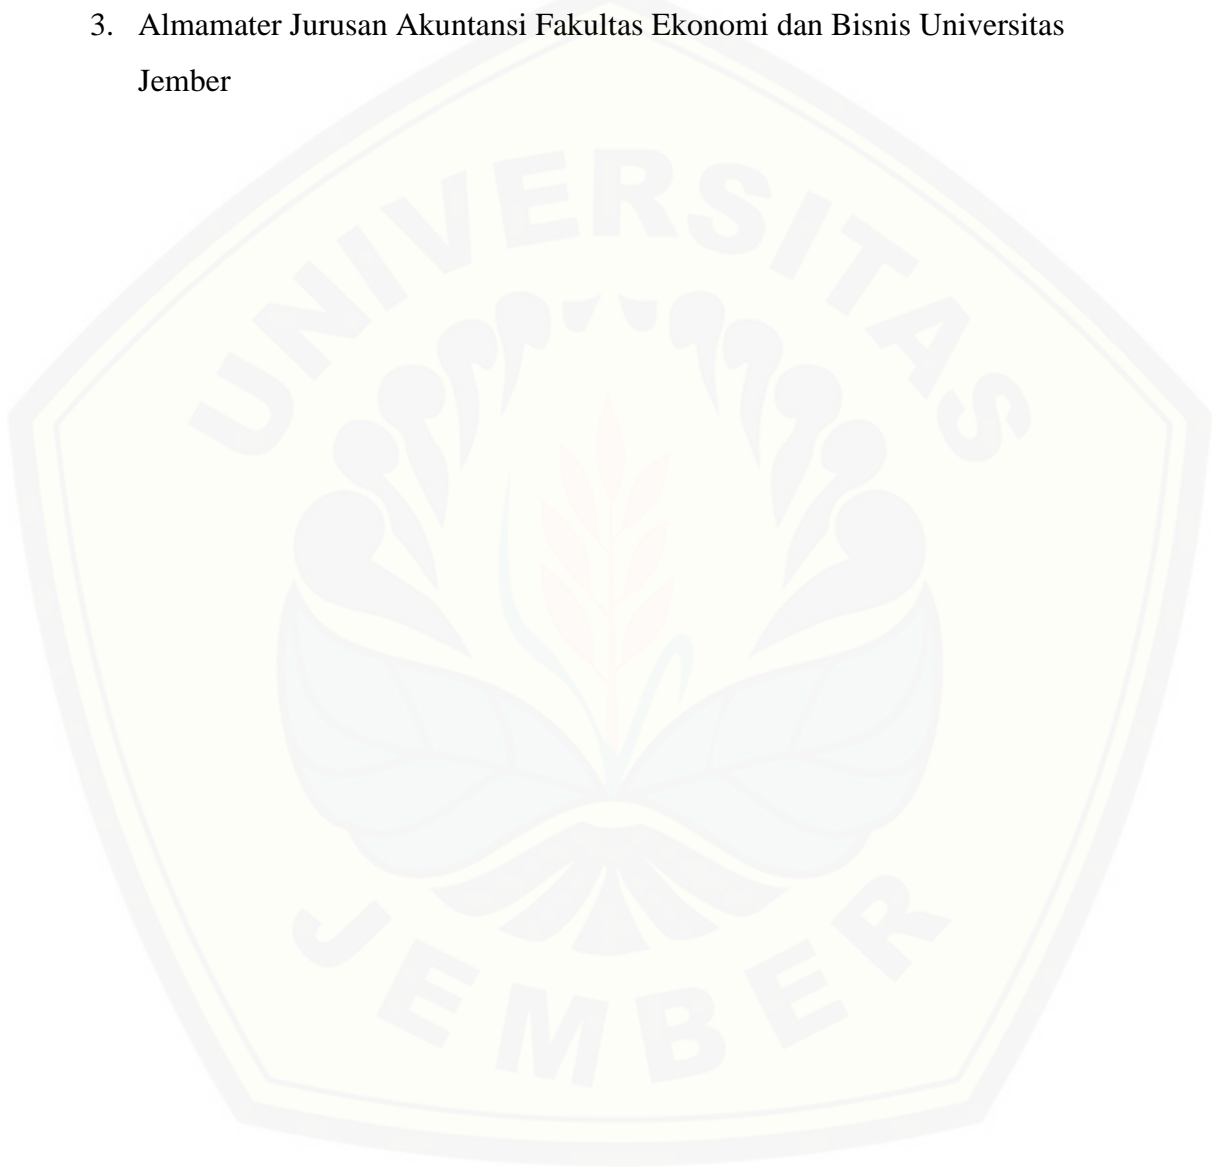 3. Almamater Jurusan Akuntansi Fakultas Ekonomi dan Bisnis Universitas
Jember
UNIVERSITAS
JEMBER